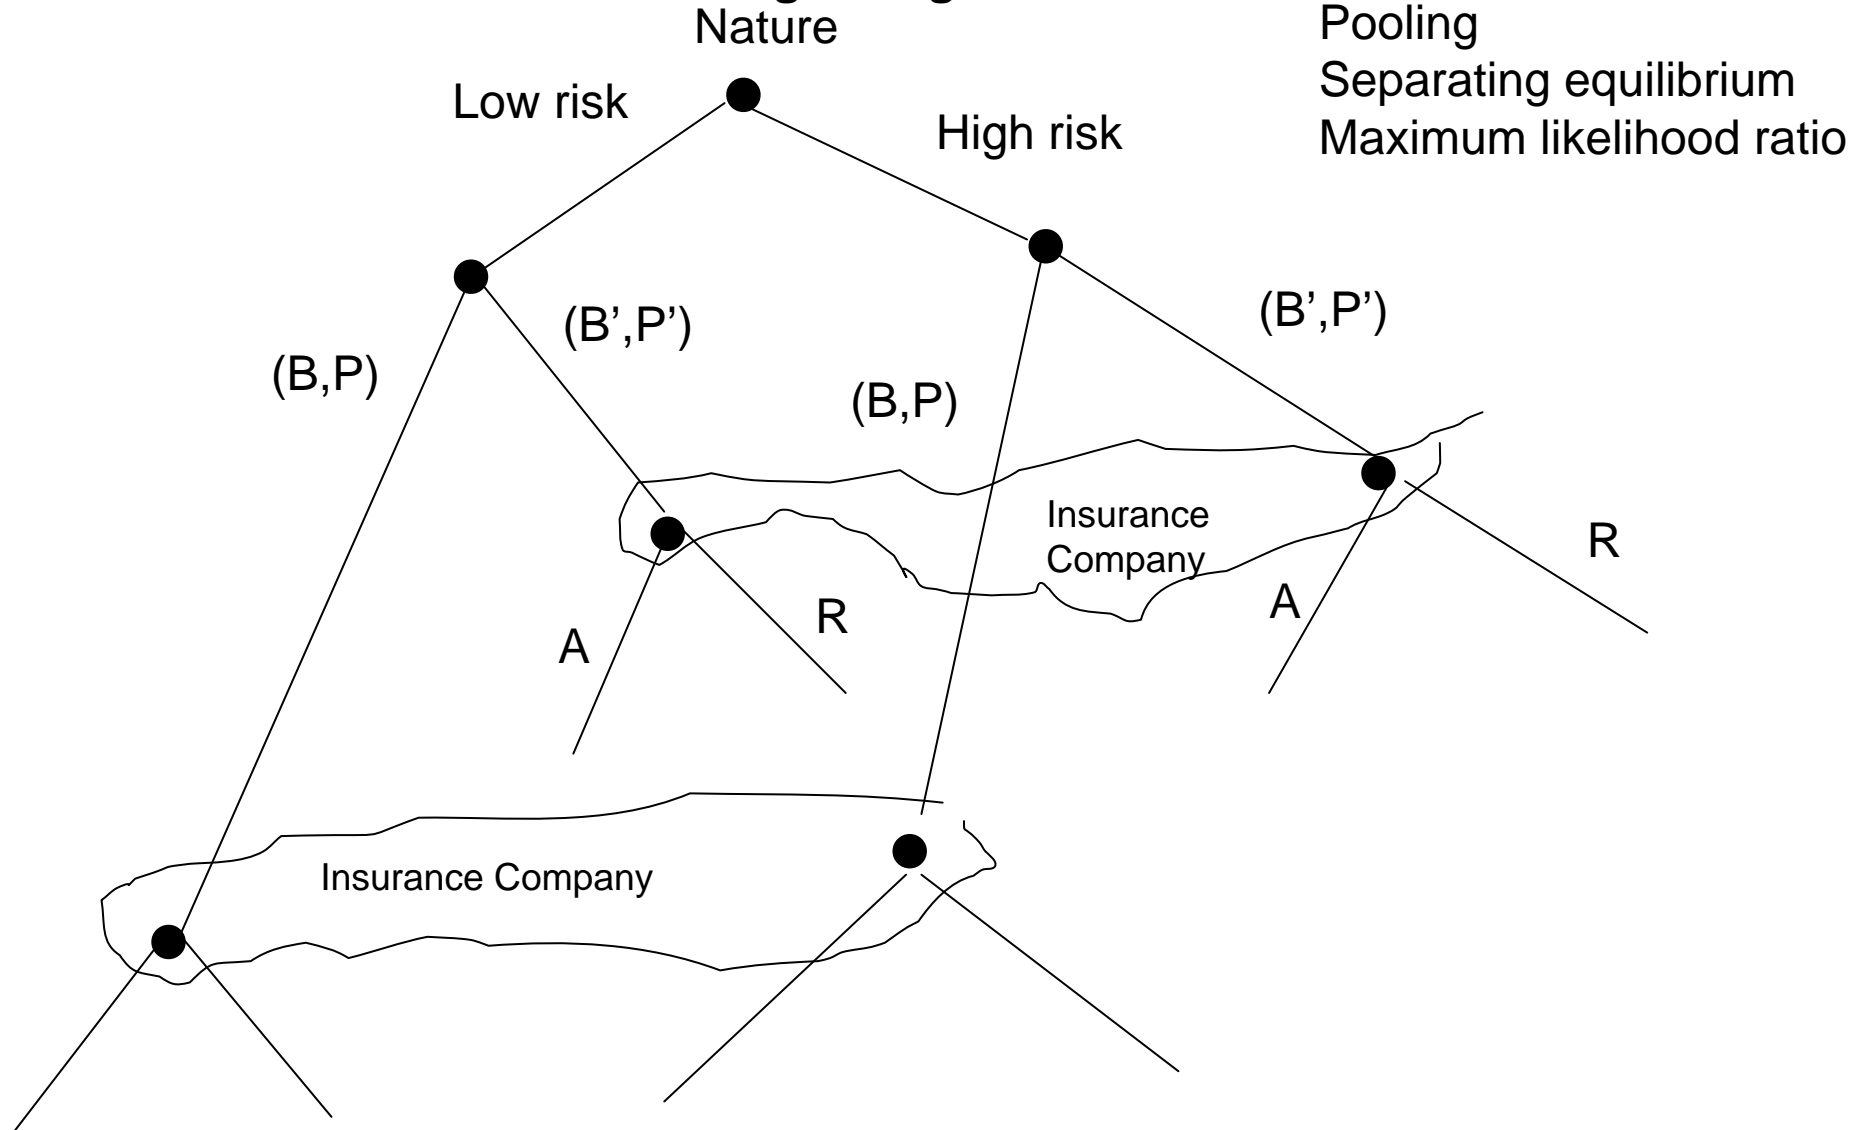 Nature
Pooling
Separating equilibrium
Maximum likelihood ratio
Low risk
High risk
(B,P)
(B’,P’)
(B,P)
(B’,P’)
Insurance
Company
A
R
A
R
Insurance Company